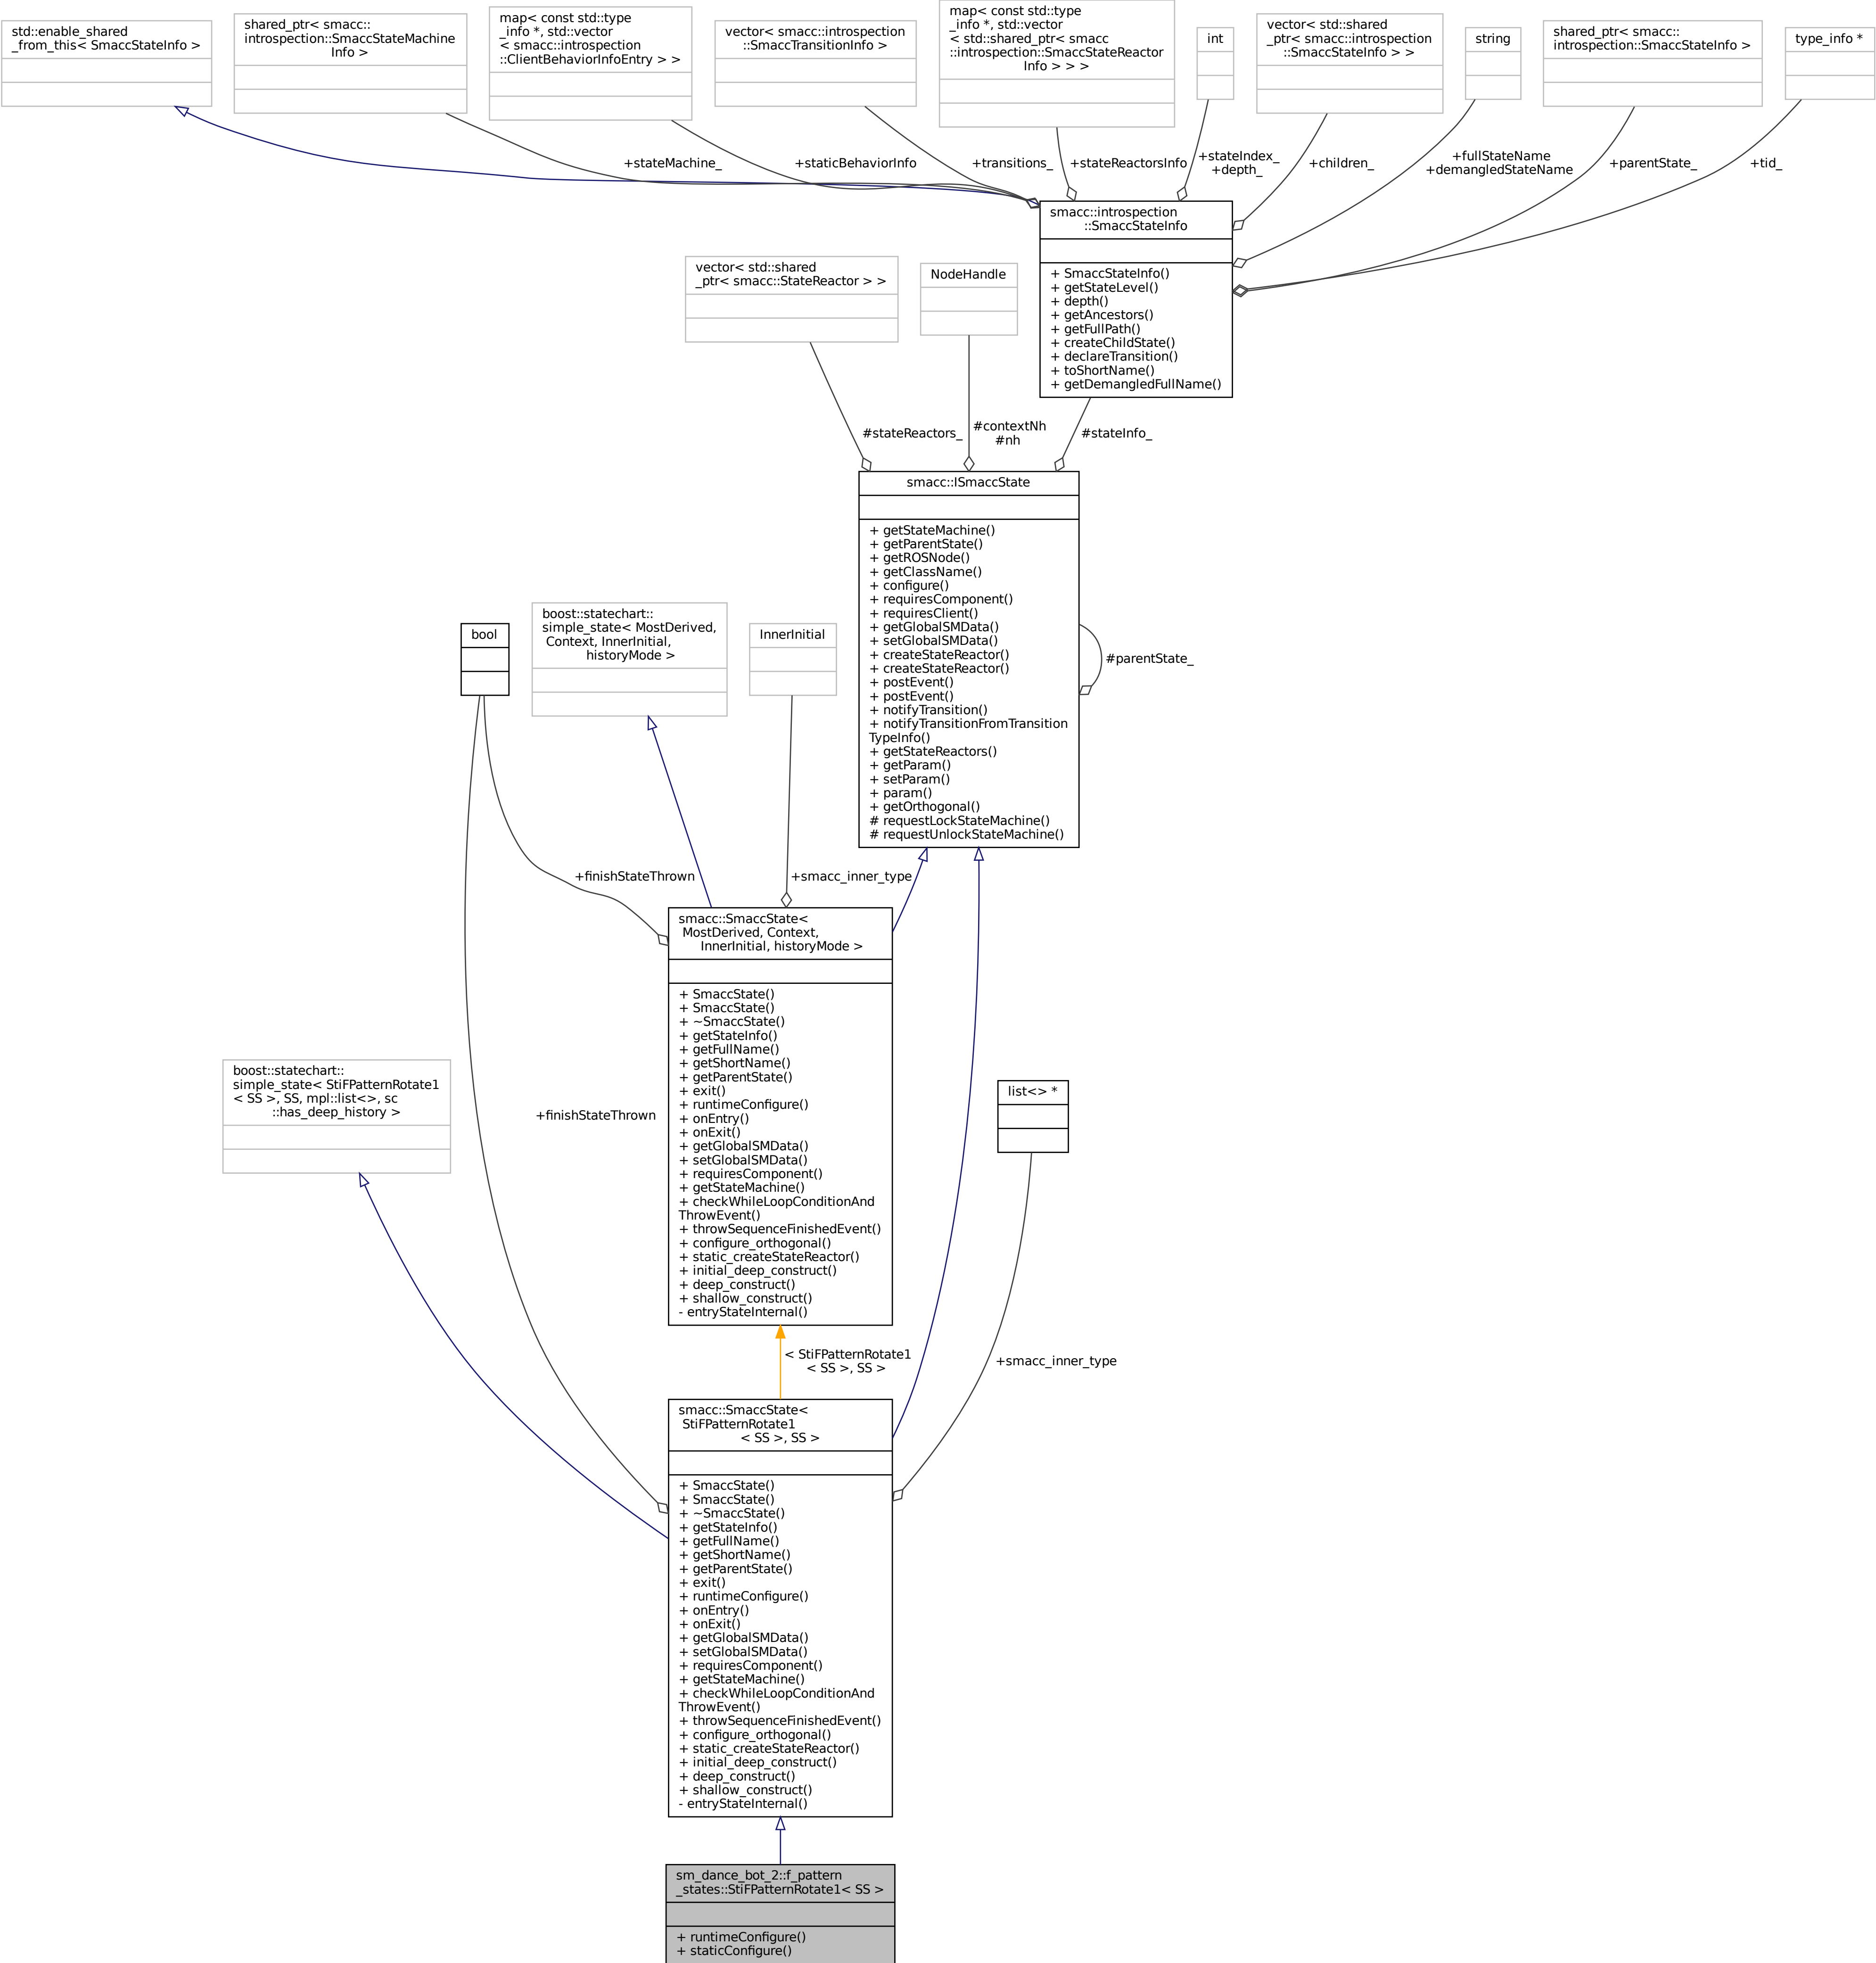 std::enable_shared
_from_this< SmaccStateInfo >
shared_ptr< smacc::
introspection::SmaccStateMachine
Info >
map< const std::type
_info *, std::vector
< smacc::introspection
::ClientBehaviorInfoEntry > >
vector< smacc::introspection
::SmaccTransitionInfo >
map< const std::type
_info *, std::vector
< std::shared_ptr< smacc
::introspection::SmaccStateReactor
Info > > >
int
vector< std::shared
_ptr< smacc::introspection
::SmaccStateInfo > >
string
shared_ptr< smacc::
introspection::SmaccStateInfo >
type_info *
+stateMachine_
+staticBehaviorInfo
+transitions_
+stateReactorsInfo
+stateIndex_
+depth_
+children_
+fullStateName
+demangledStateName
+parentState_
+tid_
smacc::introspection
::SmaccStateInfo
+ SmaccStateInfo()
+ getStateLevel()
+ depth()
+ getAncestors()
+ getFullPath()
+ createChildState()
+ declareTransition()
+ toShortName()
+ getDemangledFullName()
vector< std::shared
_ptr< smacc::StateReactor > >
NodeHandle
#stateReactors_
#contextNh
#nh
#stateInfo_
smacc::ISmaccState
+ getStateMachine()
+ getParentState()
+ getROSNode()
+ getClassName()
+ configure()
+ requiresComponent()
+ requiresClient()
+ getGlobalSMData()
+ setGlobalSMData()
+ createStateReactor()
+ createStateReactor()
+ postEvent()
+ postEvent()
+ notifyTransition()
+ notifyTransitionFromTransition
TypeInfo()
+ getStateReactors()
+ getParam()
+ setParam()
+ param()
+ getOrthogonal()
# requestLockStateMachine()
# requestUnlockStateMachine()
#parentState_
bool
boost::statechart::
simple_state< MostDerived,
Context, InnerInitial,
historyMode >
InnerInitial
+finishStateThrown
+smacc_inner_type
smacc::SmaccState<
MostDerived, Context,
InnerInitial, historyMode >
+ SmaccState()
+ SmaccState()
+ ~SmaccState()
+ getStateInfo()
+ getFullName()
+ getShortName()
+ getParentState()
+ exit()
+ runtimeConfigure()
+ onEntry()
+ onExit()
+ getGlobalSMData()
+ setGlobalSMData()
+ requiresComponent()
+ getStateMachine()
+ checkWhileLoopConditionAnd
ThrowEvent()
+ throwSequenceFinishedEvent()
+ configure_orthogonal()
+ static_createStateReactor()
+ initial_deep_construct()
+ deep_construct()
+ shallow_construct()
- entryStateInternal()
boost::statechart::
simple_state< StiFPatternRotate1
< SS >, SS, mpl::list<>, sc
::has_deep_history >
+finishStateThrown
list<> *
< StiFPatternRotate1
< SS >, SS >
+smacc_inner_type
smacc::SmaccState<
StiFPatternRotate1
< SS >, SS >
+ SmaccState()
+ SmaccState()
+ ~SmaccState()
+ getStateInfo()
+ getFullName()
+ getShortName()
+ getParentState()
+ exit()
+ runtimeConfigure()
+ onEntry()
+ onExit()
+ getGlobalSMData()
+ setGlobalSMData()
+ requiresComponent()
+ getStateMachine()
+ checkWhileLoopConditionAnd
ThrowEvent()
+ throwSequenceFinishedEvent()
+ configure_orthogonal()
+ static_createStateReactor()
+ initial_deep_construct()
+ deep_construct()
+ shallow_construct()
- entryStateInternal()
sm_dance_bot_2::f_pattern
_states::StiFPatternRotate1< SS >
+ runtimeConfigure()
+ staticConfigure()